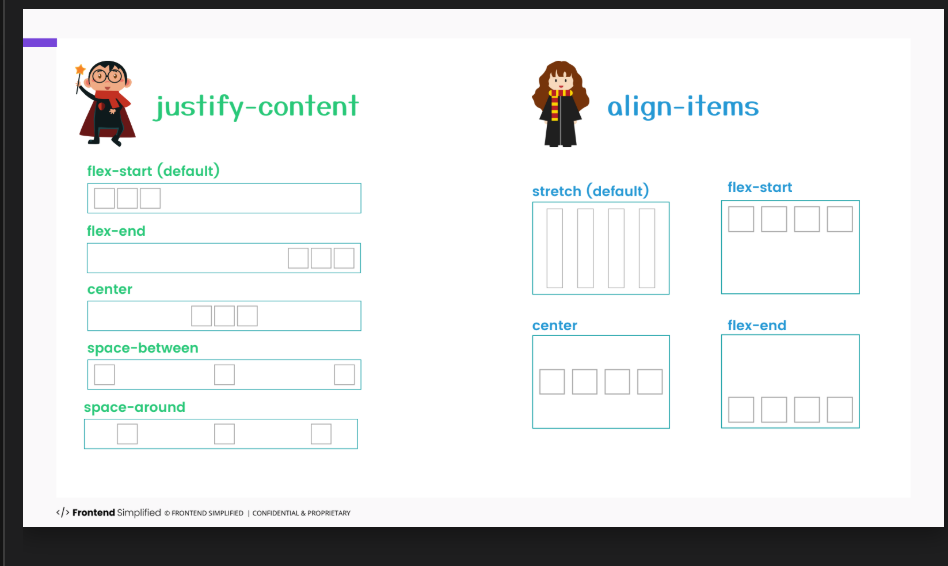 justify-content
flex-start (default)
flex-end
center
space-between
space-around
align-items
stretch (default)
flex-start
center
flex-end
</> Frontend Simplified © FRONTEND SIMPLIFIED | CONFIDENTIAL & PROPRIETARY